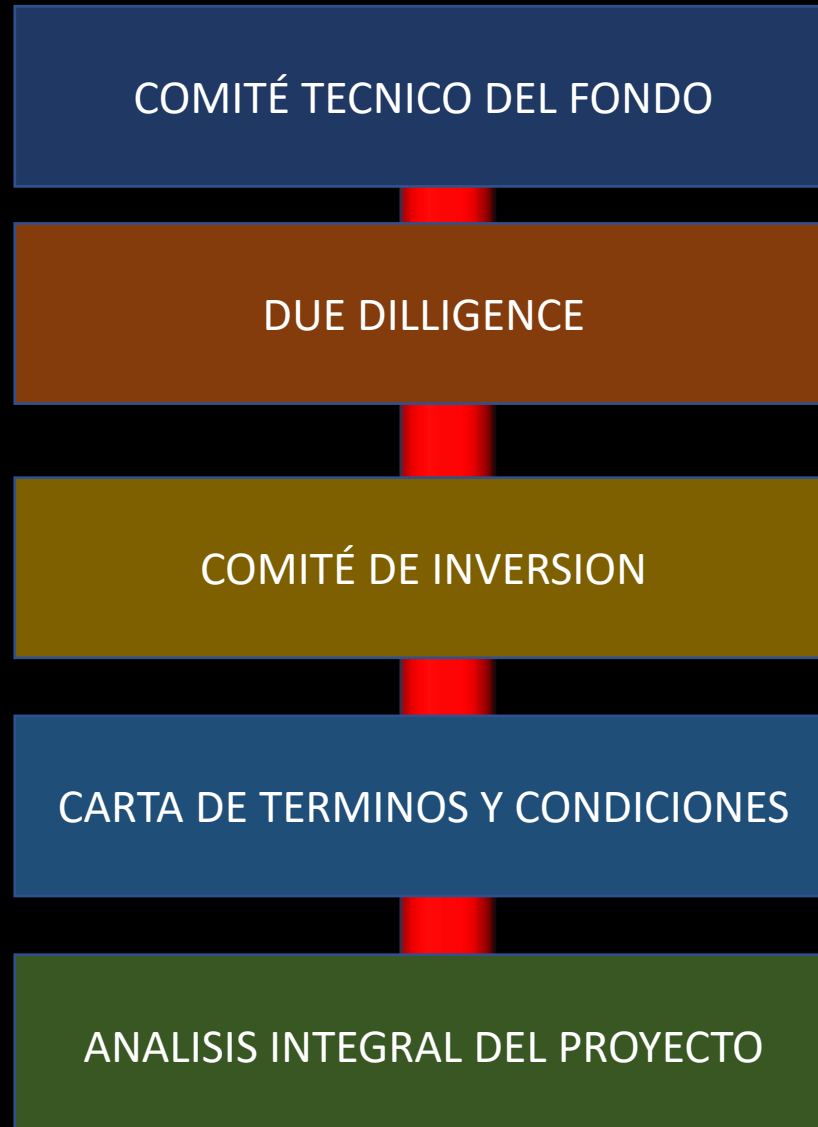 COMITÉ TECNICO DEL FONDO
DUE DILLIGENCE
COMITÉ DE INVERSION
CARTA DE TERMINOS Y CONDICIONES
ANALISIS INTEGRAL DEL PROYECTO